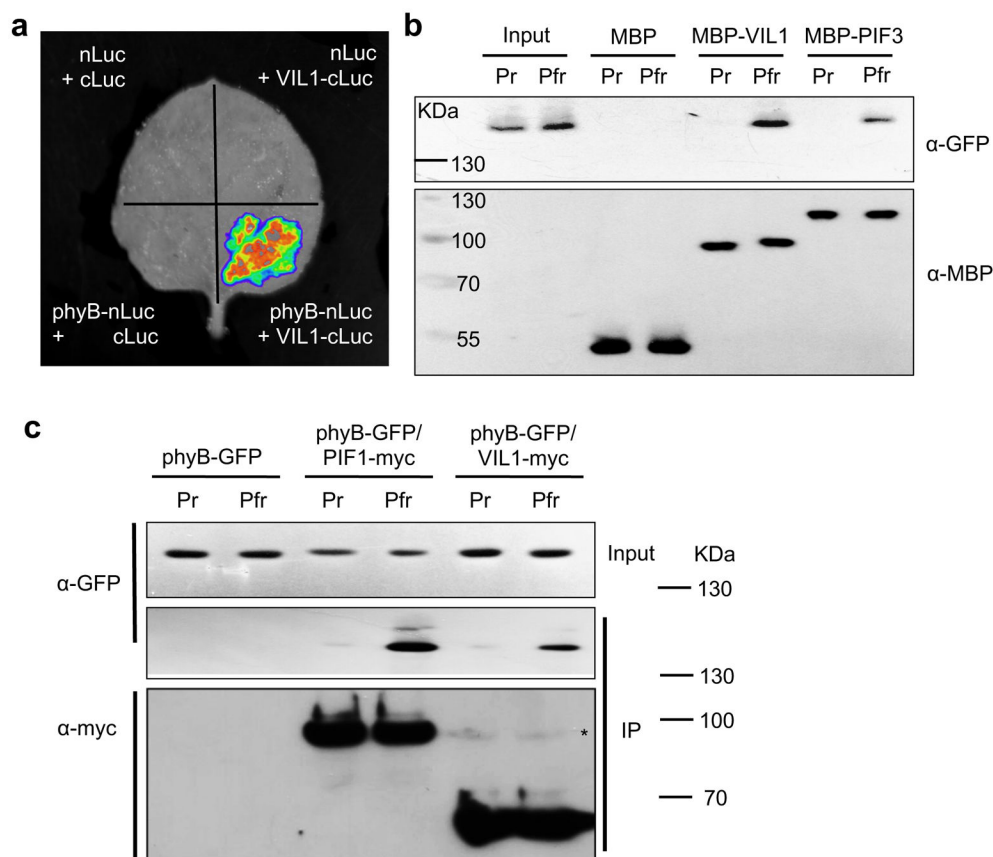 a
nLuc
+ cLuc
nLuc
+ VIL1-cLuc
phyB-nLuc
+ cLuc
phyB-nLuc
+ VIL1-cLuc
b
Input MBP MBP-VIL1 MBP-PIF3
Pr Pfr Pr Pfr Pr Pfr Pr Pfr
KDa
130
α-GFP
130
100
70
55
α-MBP
c
phyB-GFP
phyB-GFP/
PIF1-myc
phyB-GFP/
VIL1-myc
Pr Pfr Pr Pfr Pr Pfr
α-GFP
Input KDa
130
130
α-myc
100
*
IP
70